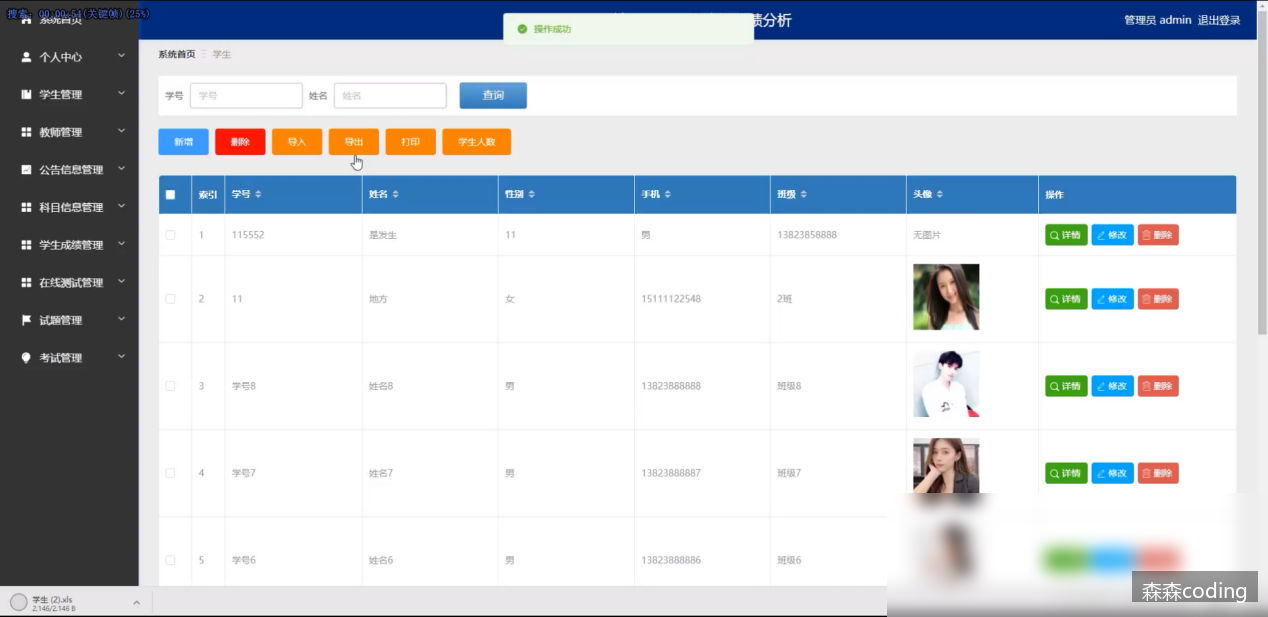 搜索: 00:00:54(关键帧)(25%)
系统首页
绩分析
操作成功
管理员 admin 退出登录
个人中心
学生管理
教师管理
公告信息管理
科目信息管理
学生成绩管理
在线测试管理
试题管理
考试管理
系统首页 学生
学号 学号 姓名 姓名 查询
新增 删除 导入 导出 打印 学生人数
索引 学号 姓名 性别 手机 班级 头像 操作
1 115552 是发生 11 男 13823858888 无图片 详情 修改 删除
2 11 地方 女 15111122548 2班 详情 修改 删除
3 学号8 姓名8 男 13823888888 班级8 详情 修改 删除
4 学号7 姓名7 男 13823888887 班级7 详情 修改 删除
5 学号6 姓名6 男 13823888886 班级6
学生 (2).xls
2,146/2,146 B
森森coding